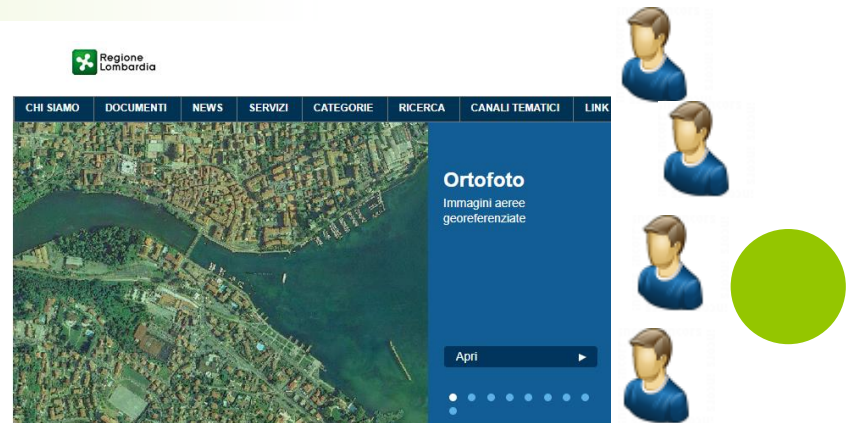 Regione
Lombardia
CHI SIAMO DOCUMENTI NEWS SERVIZI CATEGORIE RICERCA CANALI TEMATICI LINK
Ortofoto
Immagini aeree
georeferenziate
Apri